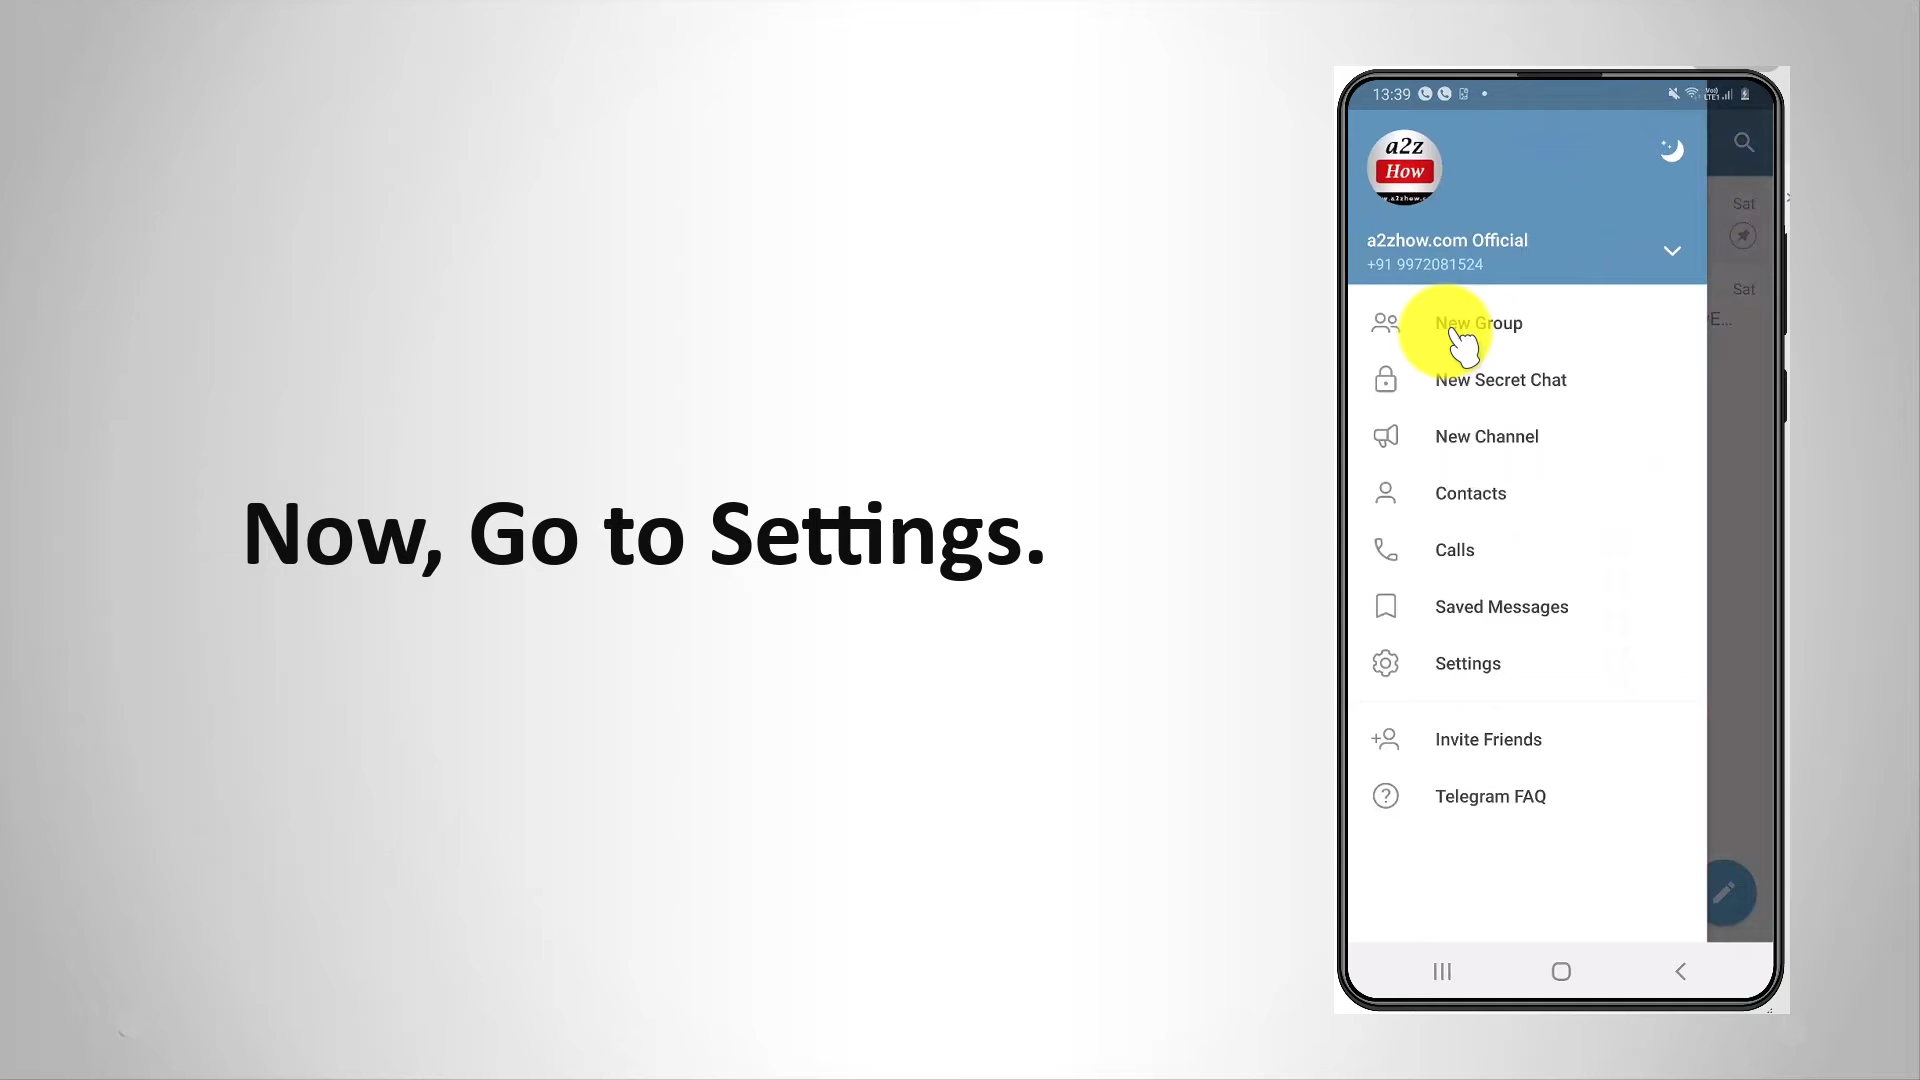 Now, Go to Settings.
13:39
a2z
How
a2zhow.com Official
+91 9972081524
New Group
New Secret Chat
New Channel
Contacts
Calls
Saved Messages
Settings
Invite Friends
Telegram FAQ
Sat
Sat
E...